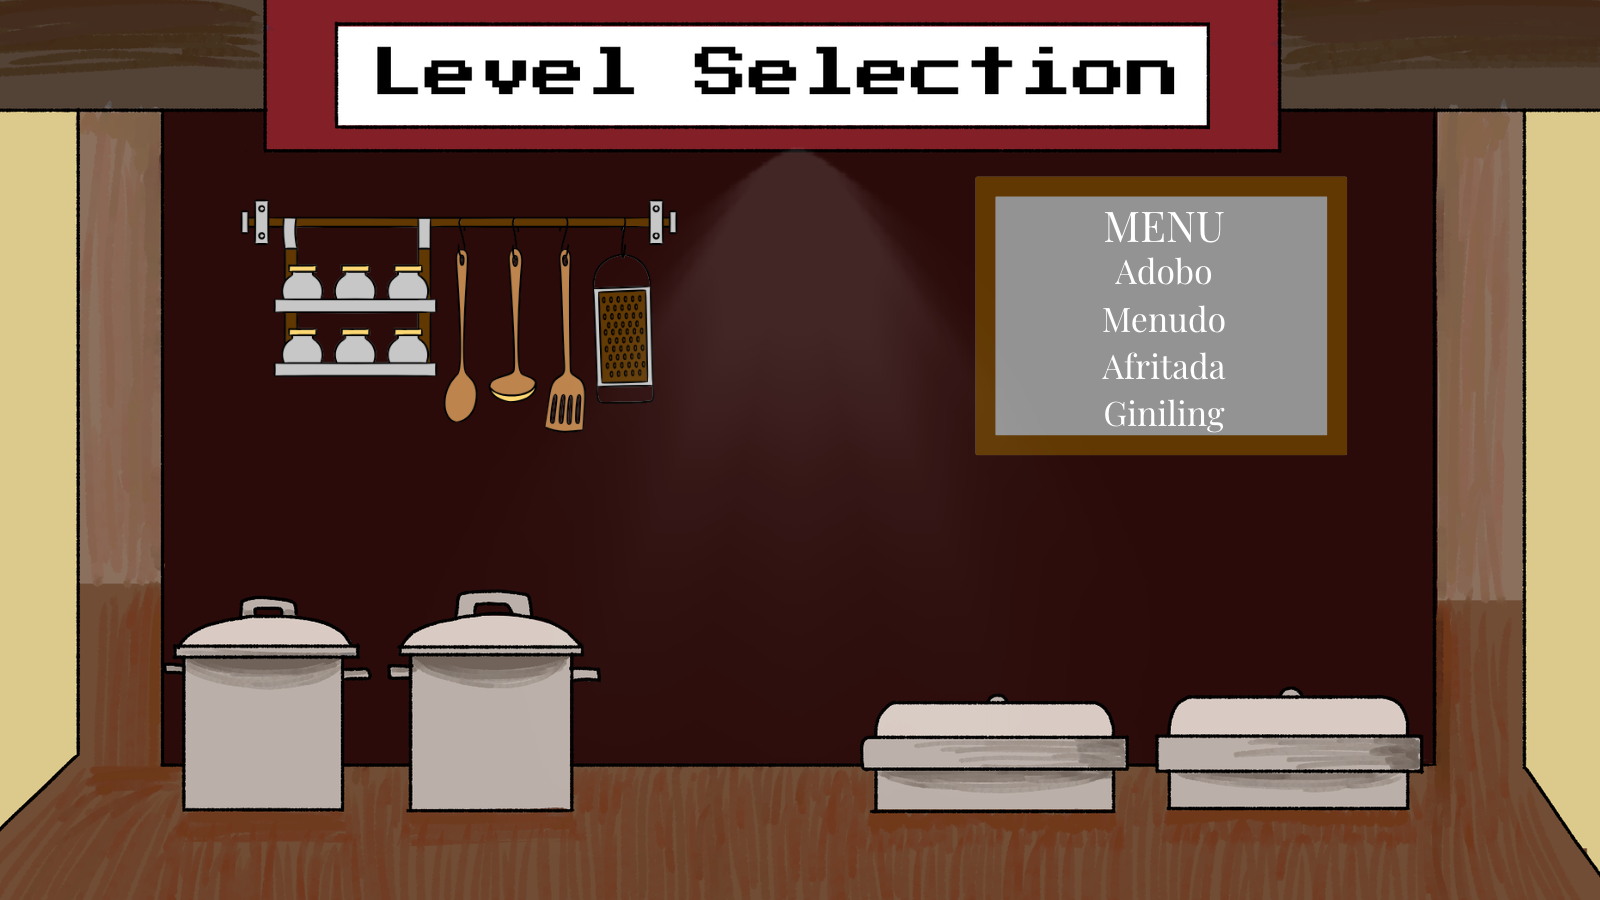 Level Selection
MENU
Adobo
Menudo
Afritada
Giniling